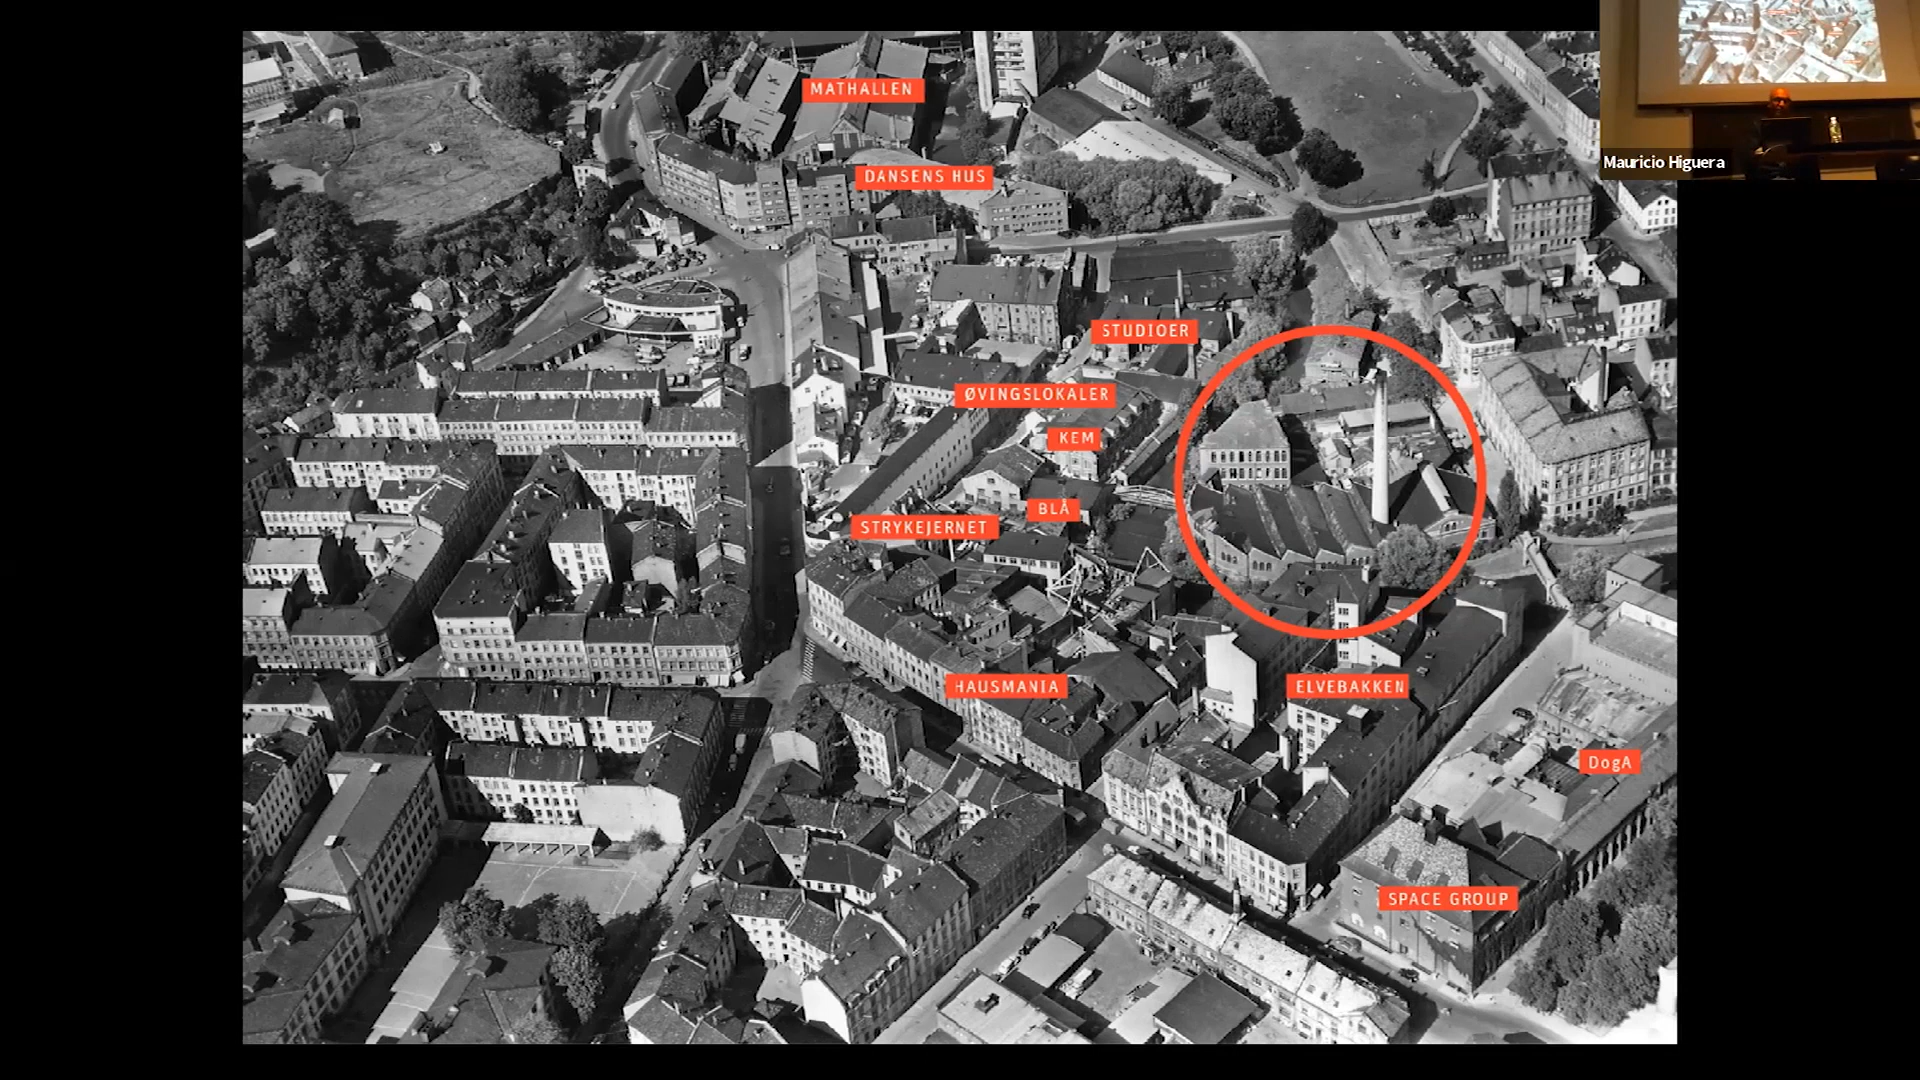 MATHALLEN
Mauricio Higuera
DANSENS HUS
STUDIOER
ØVINGSLOKALER
KEM
BLÅ
STRYKEJERNET
HAUSMANIA
ELVEBAKKEN
DogA
SPACE GROUP